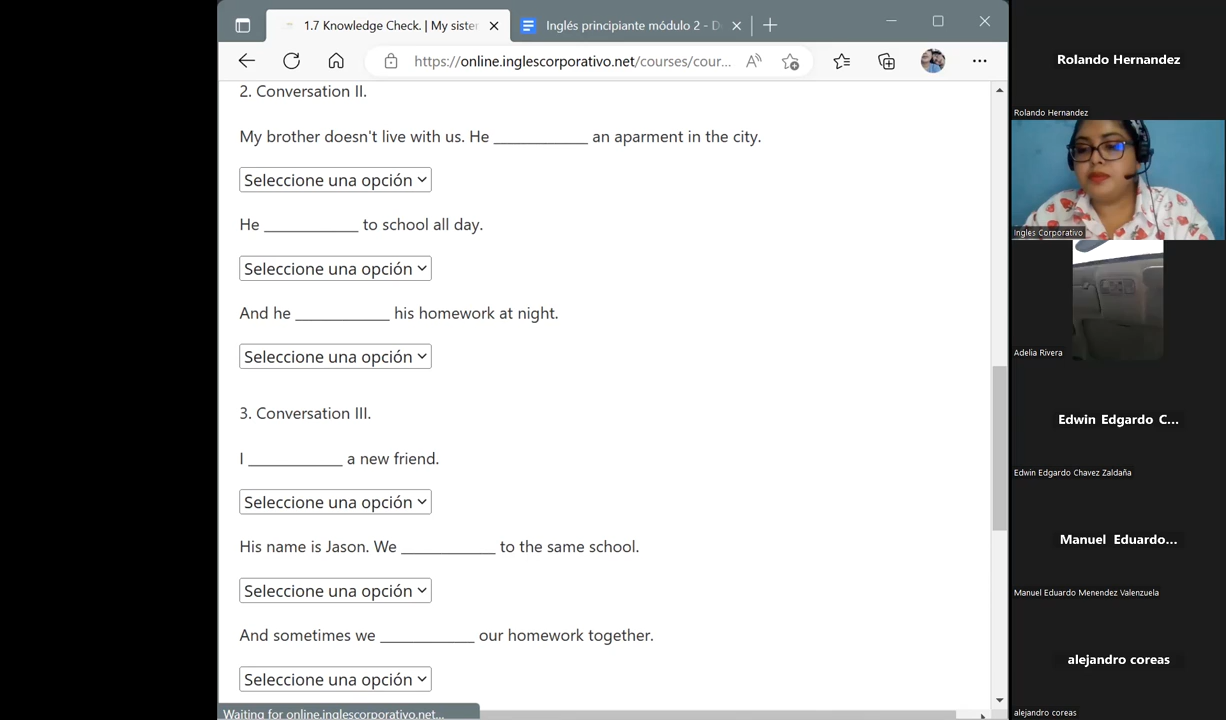 1.7 Knowledge Check. | My sister
Inglés principiante módulo 2 - D
https://online.inglescorporativo.net/courses/cour...
2. Conversation II.
My brother doesn't live with us. He ____________ an aparment in the city.
Seleccione una opción
He ____________ to school all day.
Seleccione una opción
And he ____________ his homework at night.
Seleccione una opción
3. Conversation III.
I ____________ a new friend.
Seleccione una opción
His name is Jason. We ____________ to the same school.
Seleccione una opción
And sometimes we ____________ our homework together.
Seleccione una opción
Waiting for online.inglescorporativo.net...
Rolando Hernandez
Rolando Hernandez
Ingles Corporativo
Adelia Rivera
Edwin Edgardo C...
Edwin Edgardo Chavez Zaldaña
Manuel Eduardo...
Manuel Eduardo Menendez Valenzuela
alejandro coreas
alejandro coreas